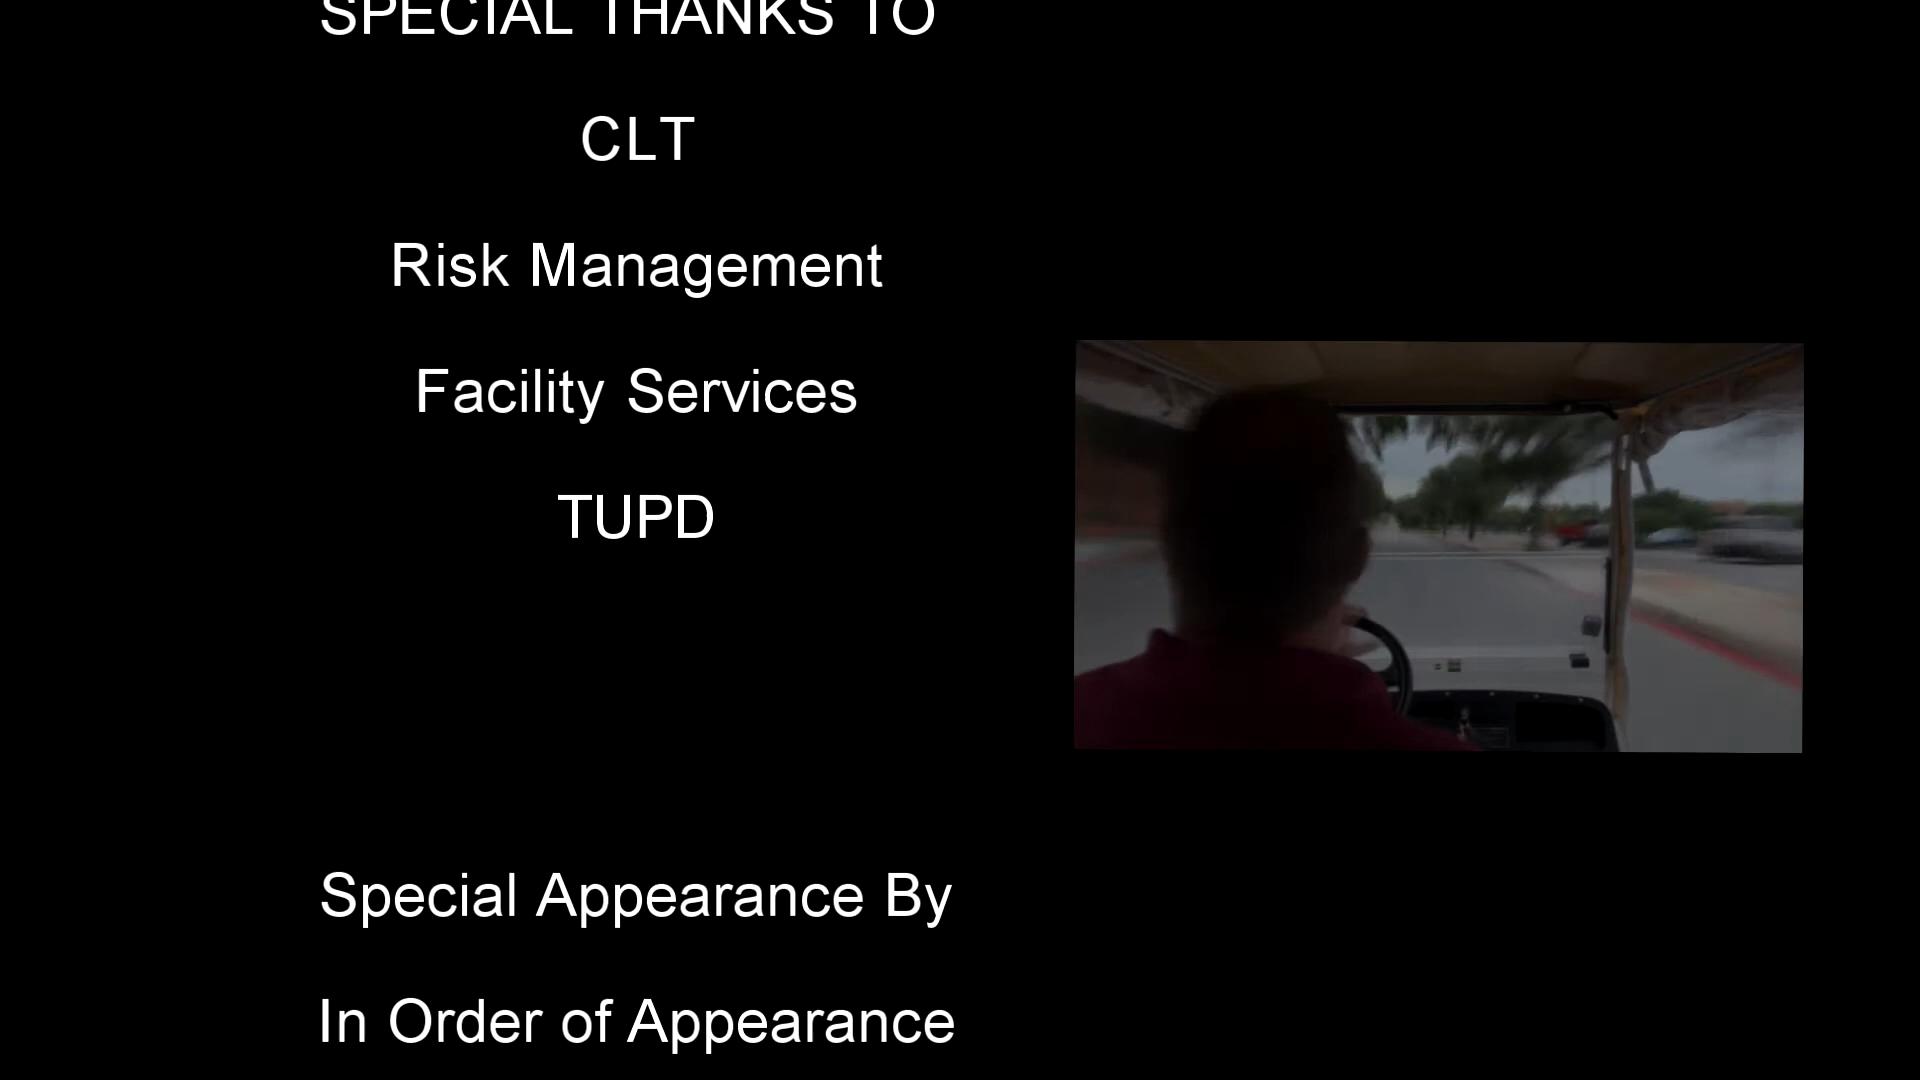 SPECIAL THANKS TO
CLT
Risk Management
Facility Services
TUPD
Special Appearance By
In Order of Appearance